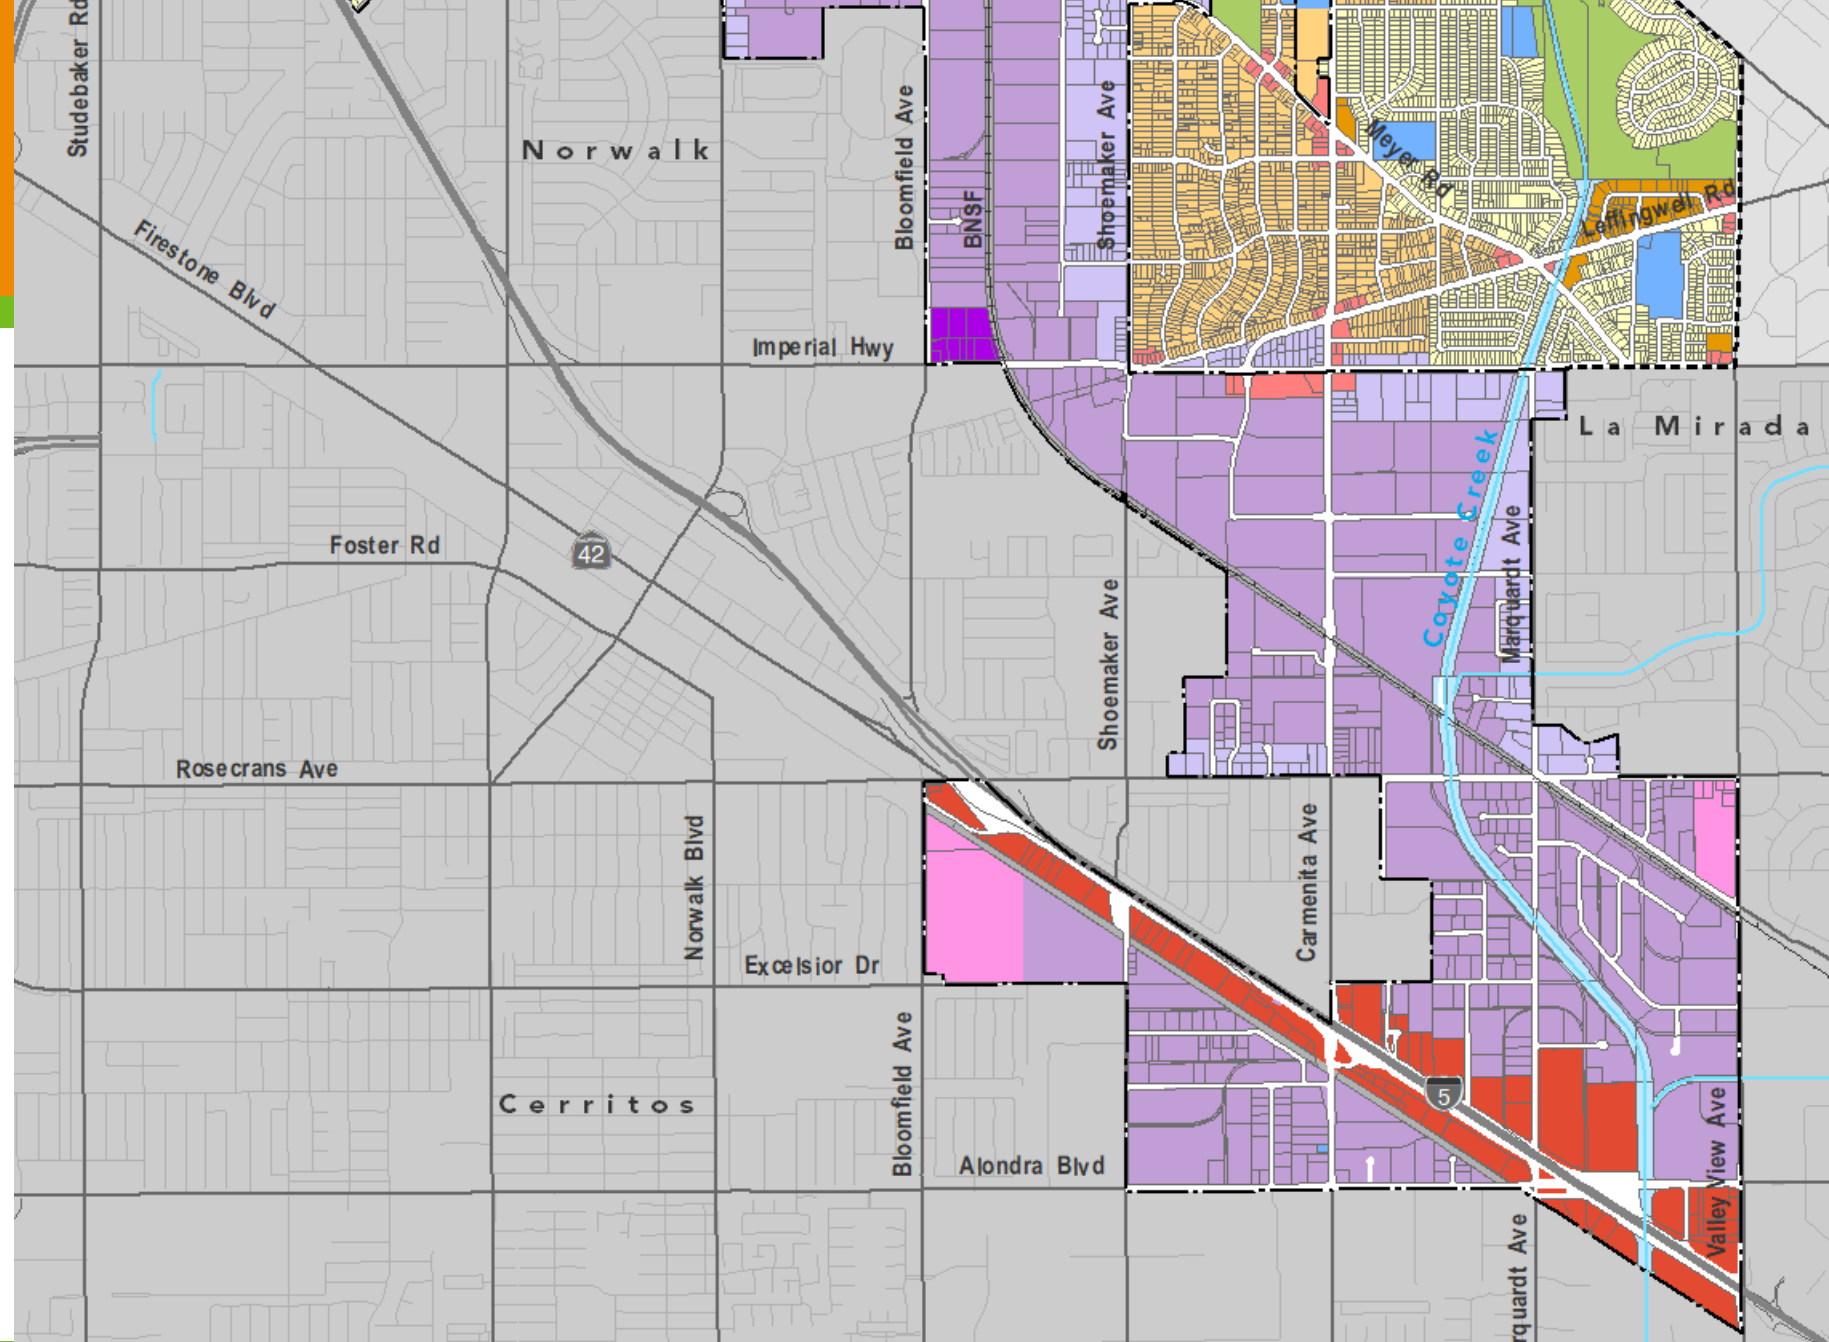 Studebaker Rd
Norwalk
Bloomfield Ave
BNSF
Shoemaker Ave
Meyer Rd
Leffingwell Rd
Firestone Blvd
Imperial Hwy
La Mirada
Coyote Creek
Marquardt Ave
Foster Rd
42
Shoemaker Ave
Rosecrans Ave
Norwalk Blvd
Carmenita Ave
Excelsior Dr
Bloomfield Ave
Cerritos
5
Alondra Blvd
Valley View Ave
rquardt Ave